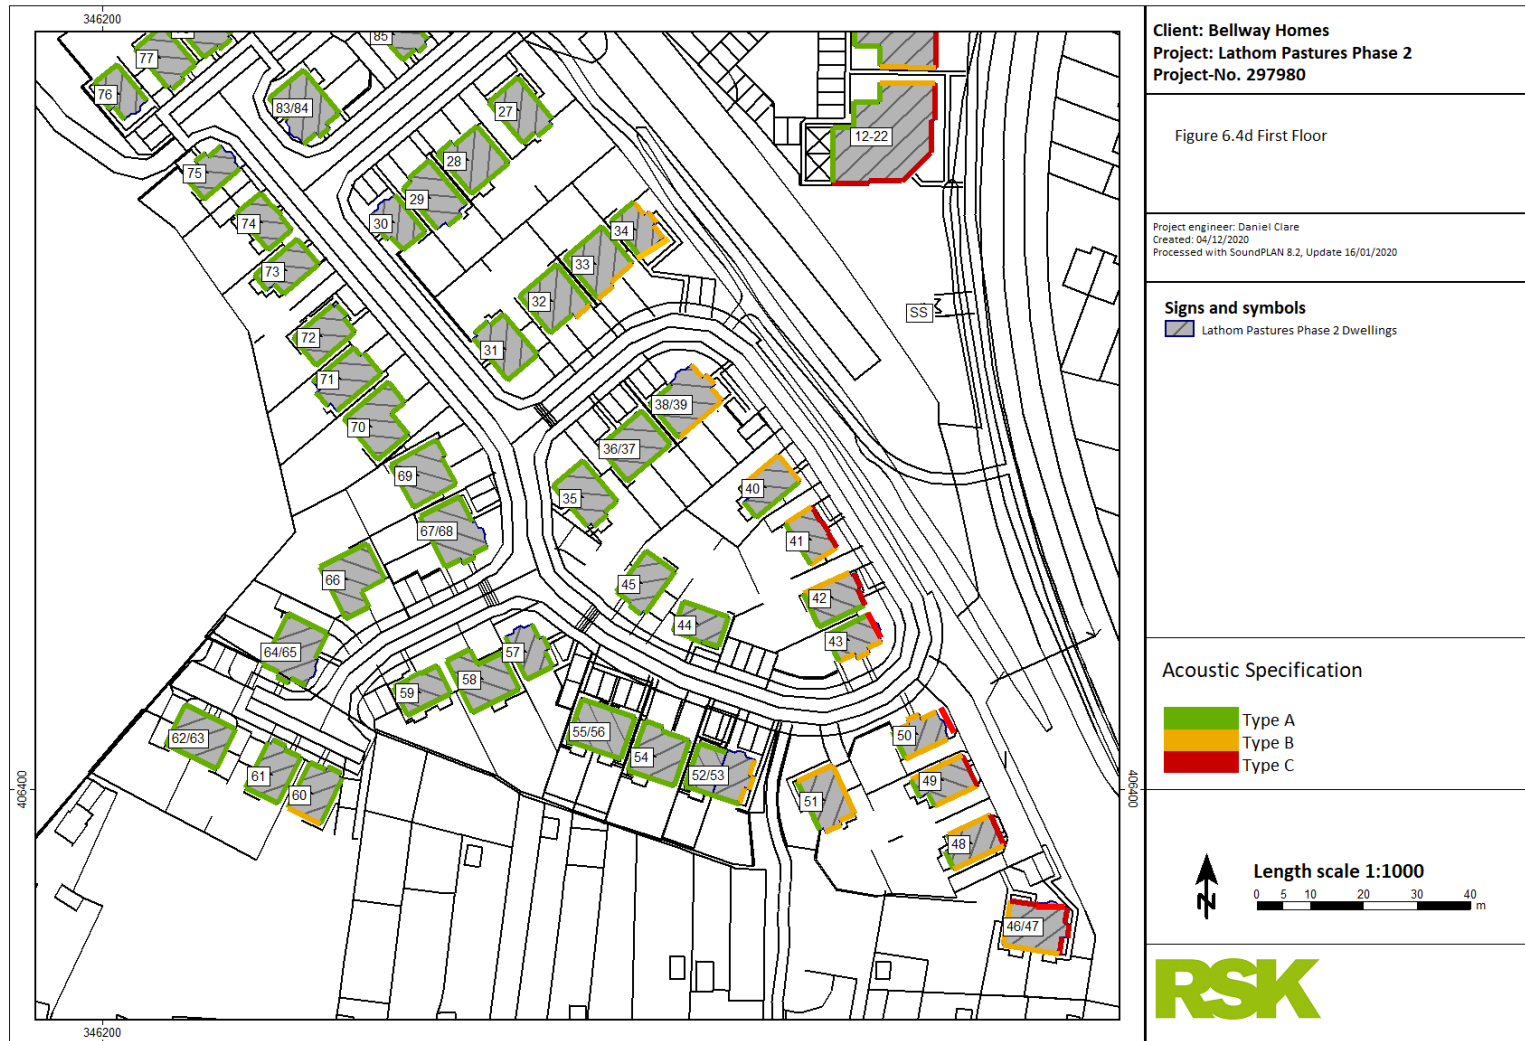 346200
Client: Bellway Homes
Project: Lathom Pastures Phase 2
Project-No. 297980
Figure 6.4d First Floor
Project engineer: Daniel Clare
Created: 04/12/2020
Processed with SoundPLAN 8.2, Update 16/01/2020
Signs and symbols
Lathom Pastures Phase 2 Dwellings
77
85
76
83/84
27
12-22
28
75
29
30
74
34
33
73
32
SS
72
31
71
38/39
70
36/37
69
40
35
67/68
41
66
45
42
44
43
64/65
57
58
59
62/63
55/56
50
54
52/53
61
49
60
51
48
46/47
406400
406400
Acoustic Specification
Type A
Type B
Type C
N
Length scale 1:1000
0 5 10 20 30 40
m
RSK
346200